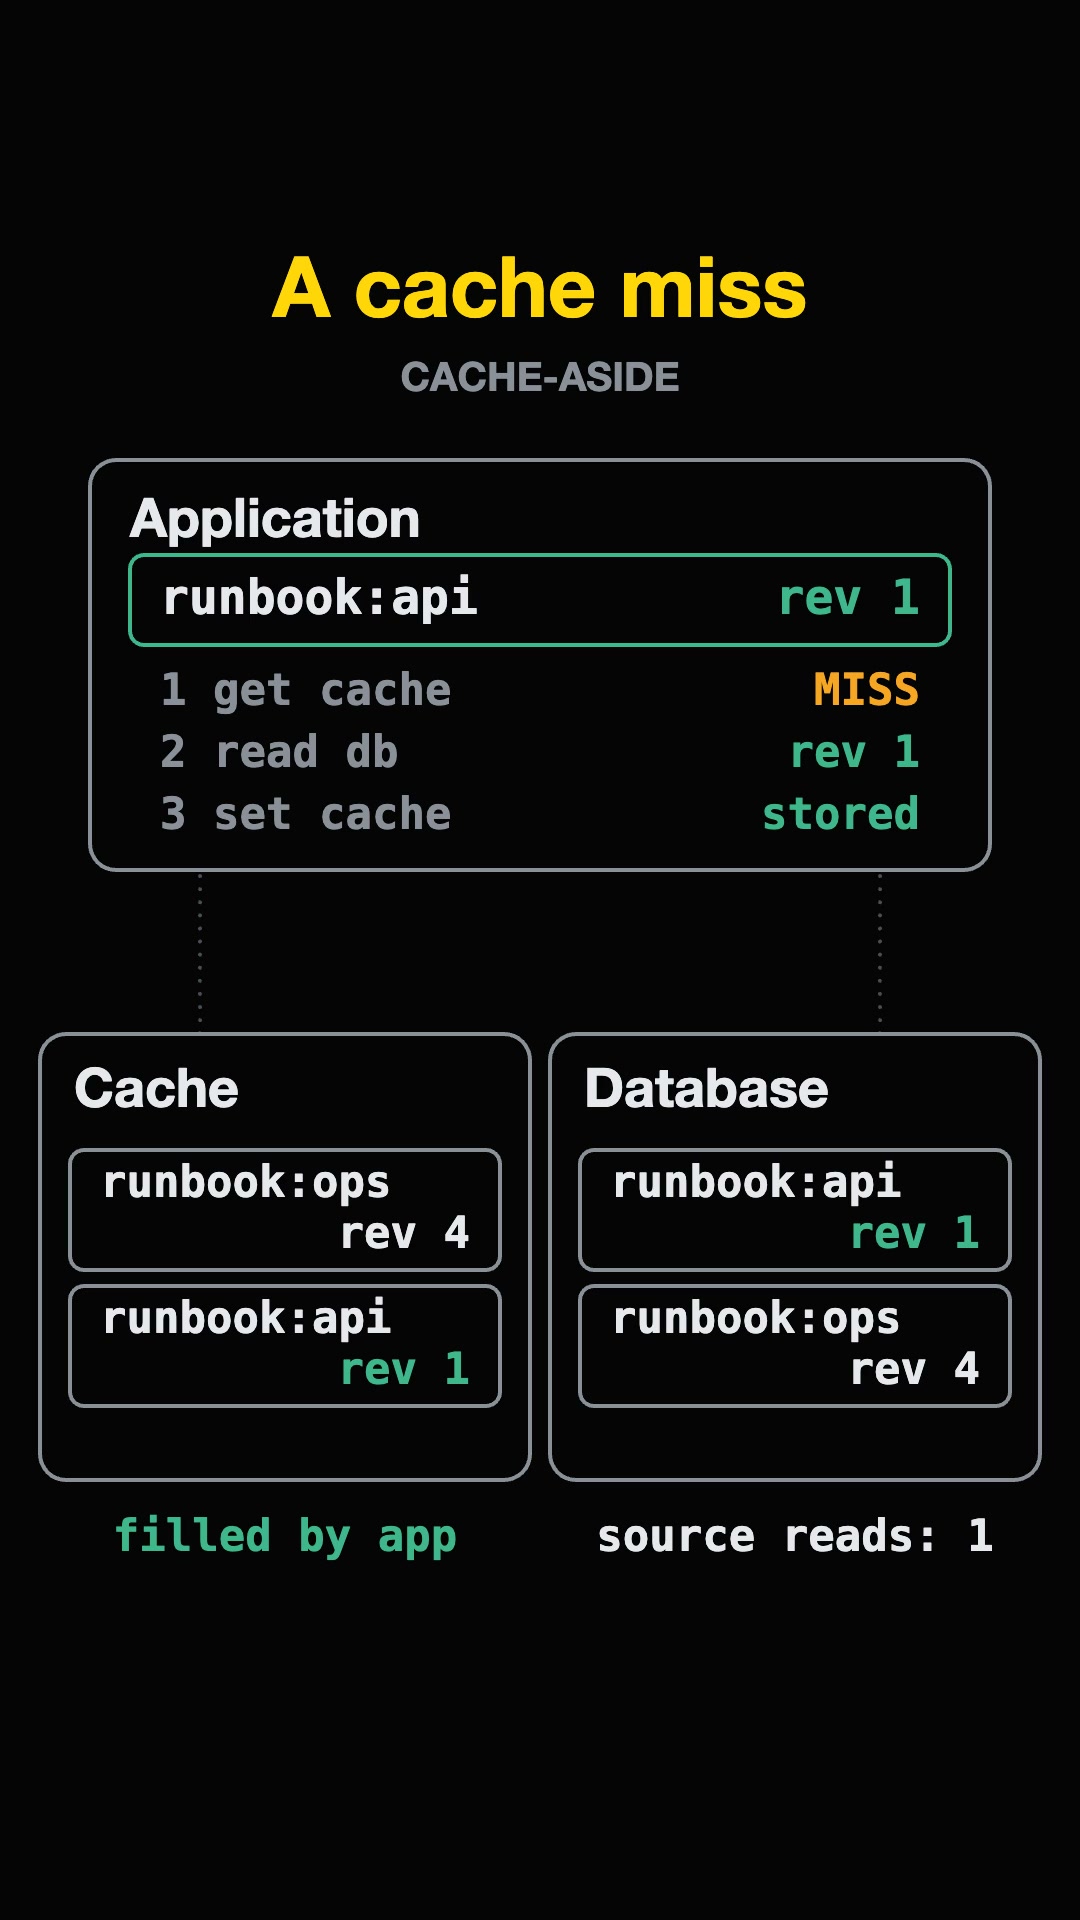 A cache miss
CACHE-ASIDE
Application
runbook:api rev 1
1 get cache MISS
2 read db rev 1
3 set cache stored
Cache
runbook:ops
rev 4
runbook:api
rev 1
filled by app
Database
runbook:api
rev 1
runbook:ops
rev 4
source reads: 1